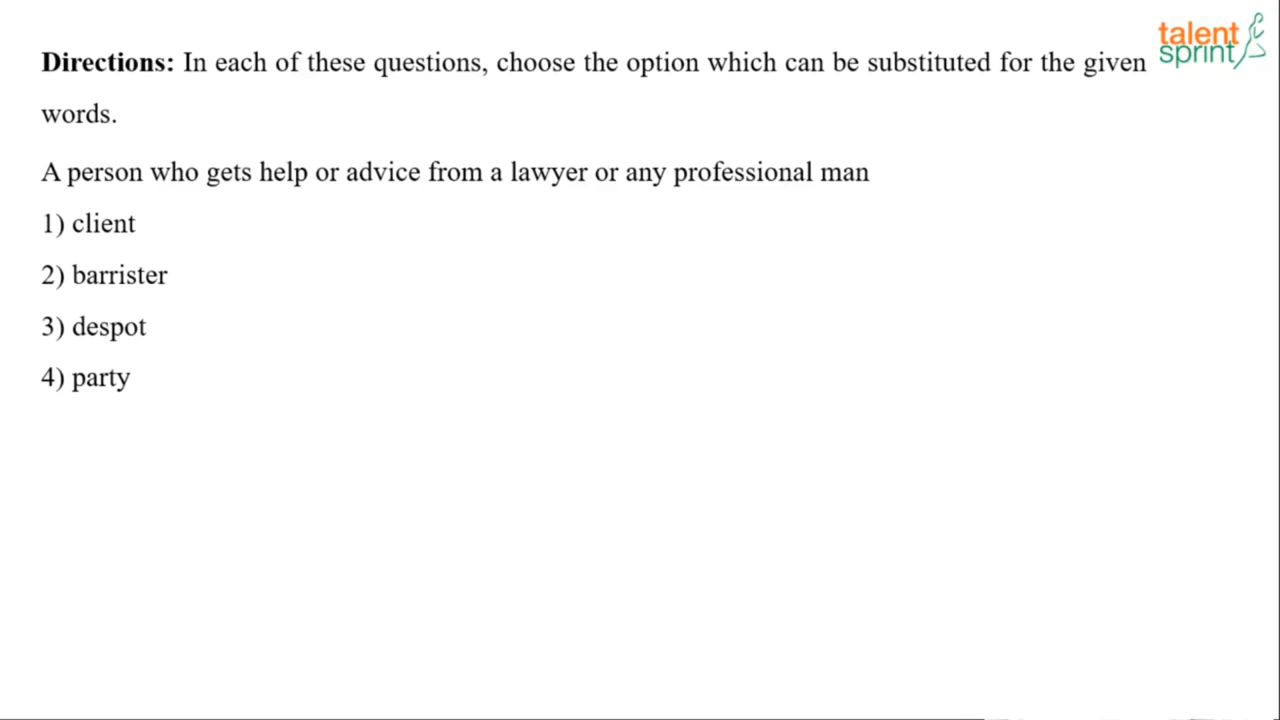 talent
sprint
Directions: In each of these questions, choose the option which can be substituted for the given
words.
A person who gets help or advice from a lawyer or any professional man
1) client
2) barrister
3) despot
4) party